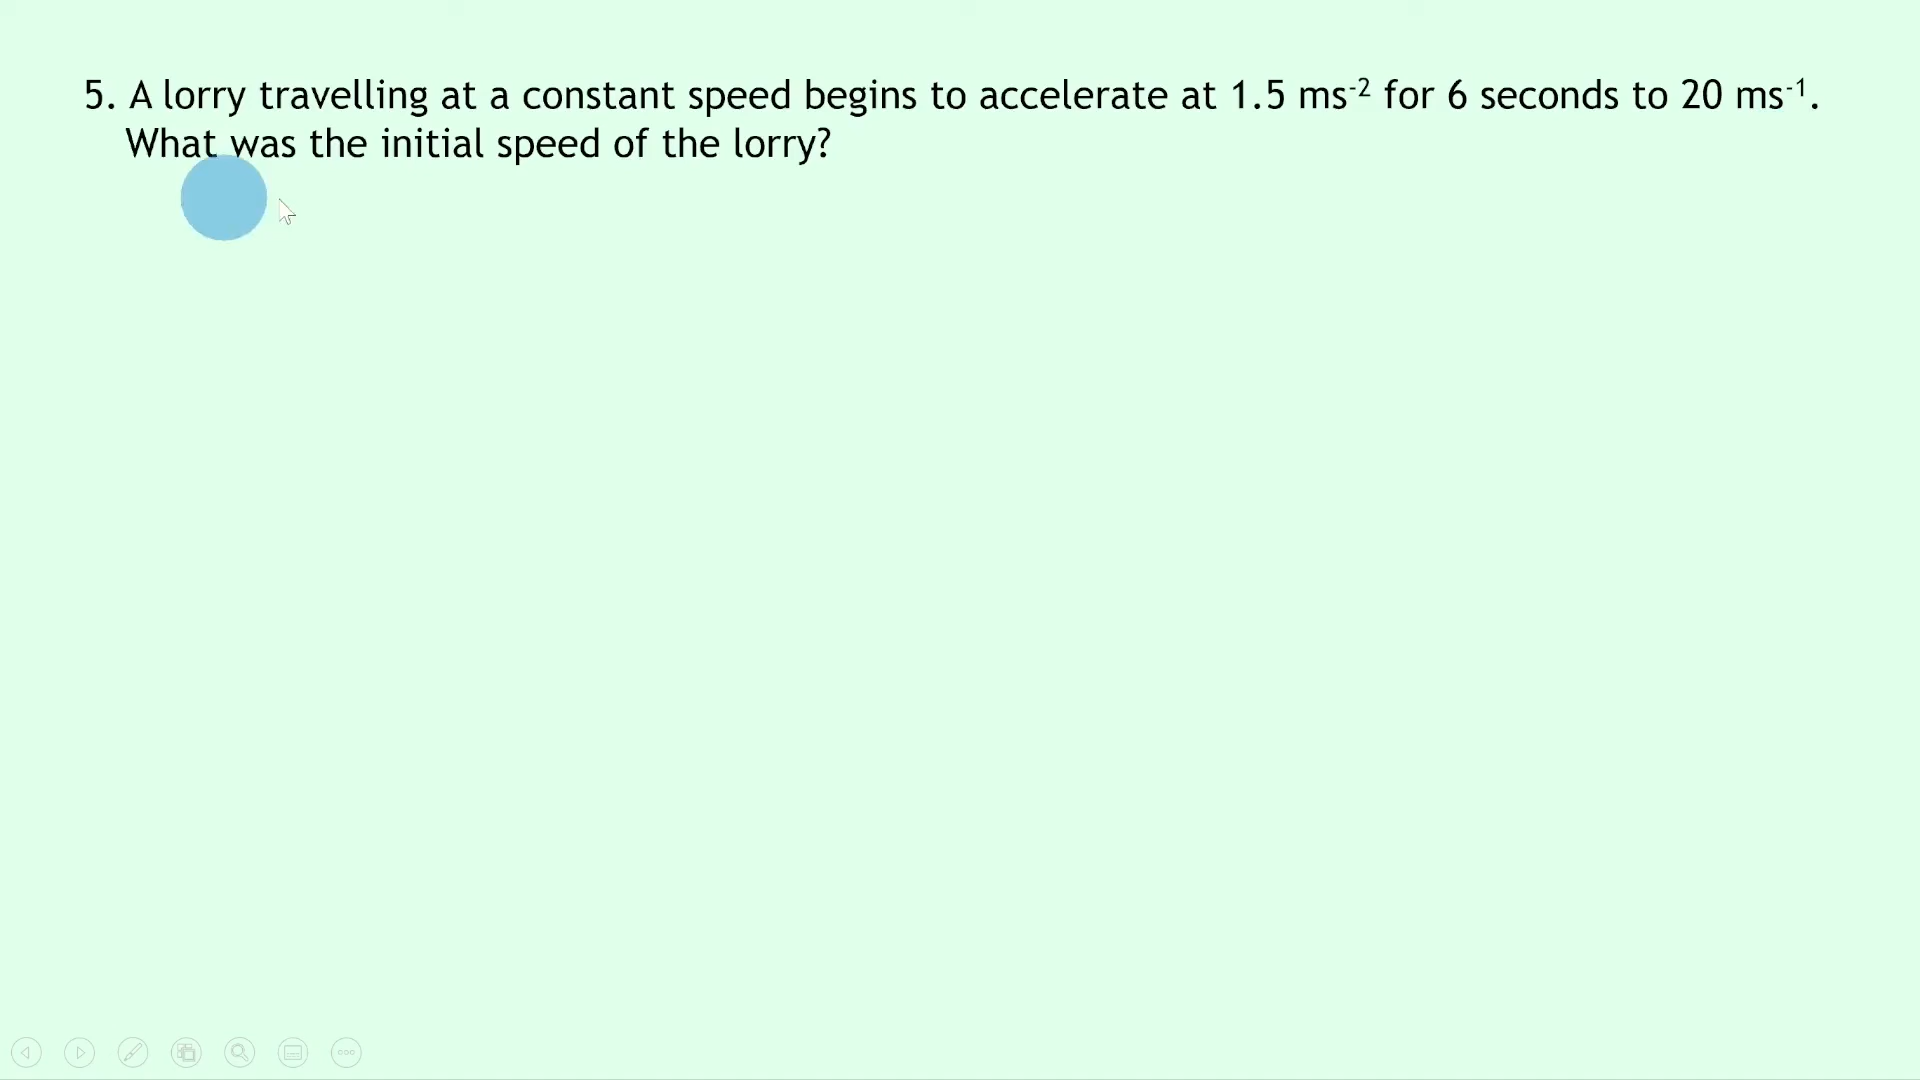 5. A lorry travelling at a constant speed begins to accelerate at 1.5 ms⁻² for 6 seconds to 20 ms⁻¹.
What was the initial speed of the lorry?